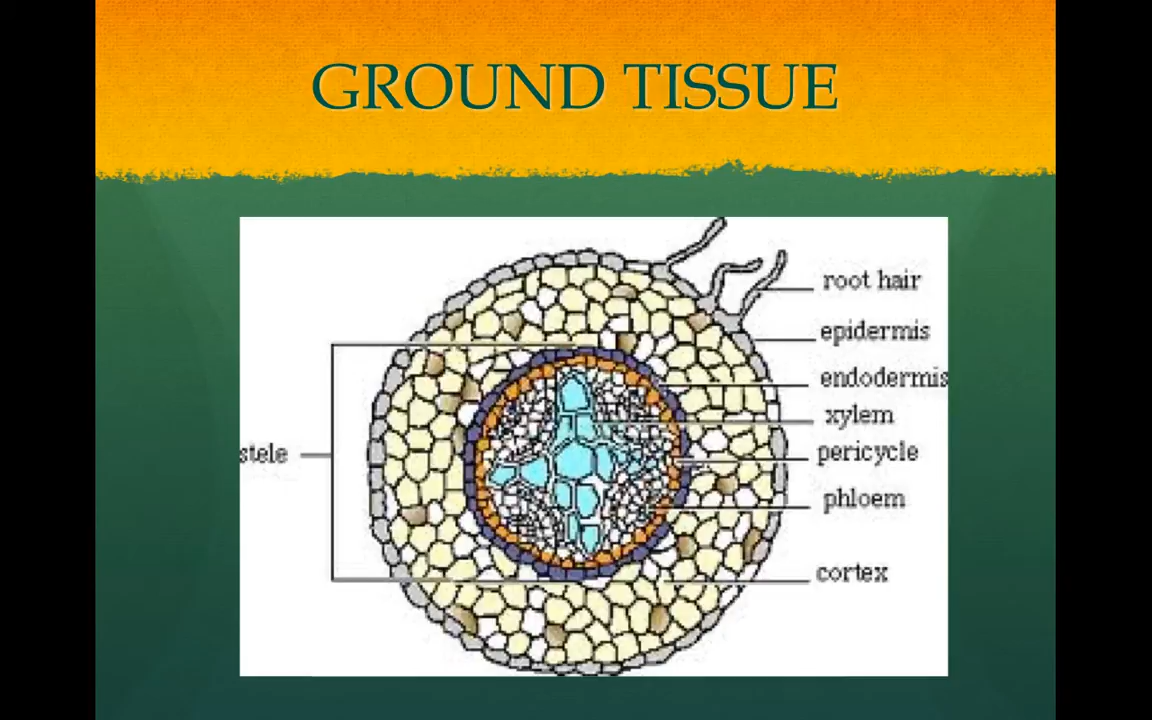 GROUND TISSUE
root hair
epidermis
endodermis
xylem
stele
pericycle
phloem
cortex